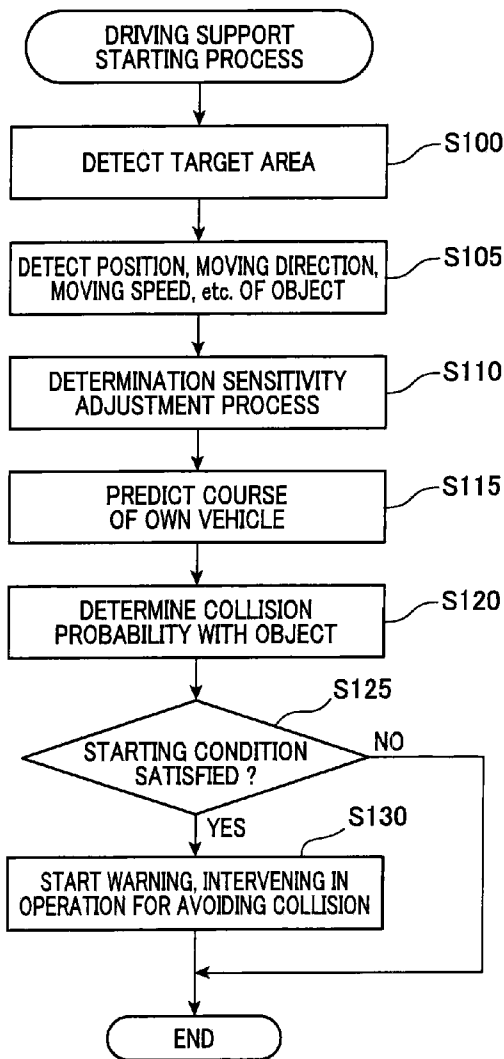 DRIVING SUPPORT
STARTING PROCESS
DETECT TARGET AREA
S100
DETECT POSITION, MOVING DIRECTION,
MOVING SPEED, etc. OF OBJECT
S105
DETERMINATION SENSITIVITY
ADJUSTMENT PROCESS
S110
PREDICT COURSE
OF OWN VEHICLE
S115
DETERMINE COLLISION
PROBABILITY WITH OBJECT
S120
S125
STARTING CONDITION
SATISFIED ?
NO
YES
S130
START WARNING, INTERVENING IN
OPERATION FOR AVOIDING COLLISION
END